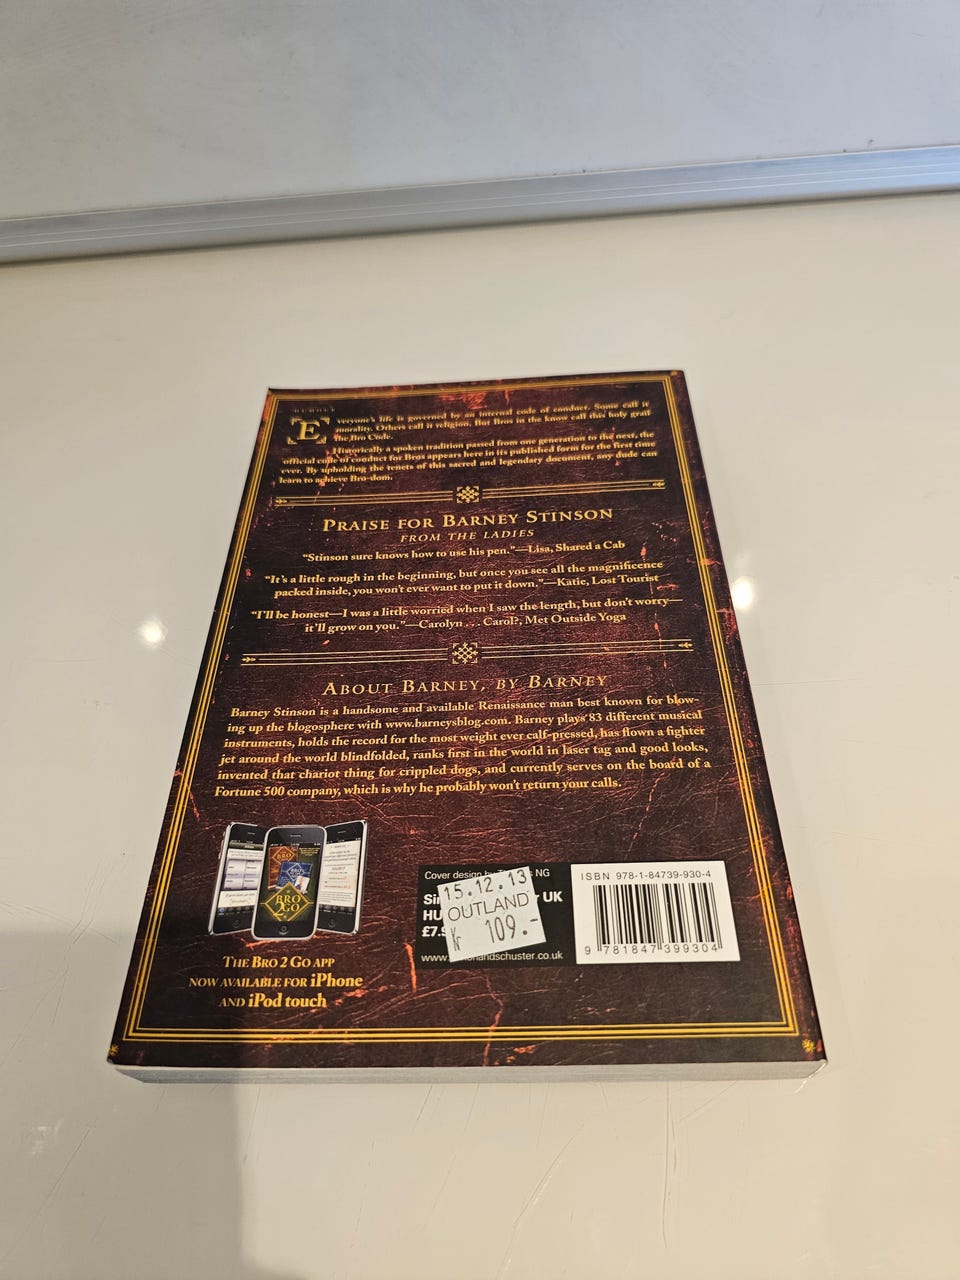 Everyone's life is governed by an internal code of conduct. Some call it
morality. Others call it religion. But Bros in the know call this holy grail
The Bro Code.
Historically a spoken tradition passed from one generation to the next, the
official code of conduct for Bros appears here in its published form for the first time
ever. By upholding the tenets of this sacred and legendary document, any dude can
learn to achieve Bro-dom.
PRAISE FOR BARNEY STINSON
FROM THE LADIES
“Stinson sure knows how to use his pen.”—Lisa, Shared a Cab
“It's a little rough in the beginning, but once you see all the magnificence
packed inside, you won't ever want to put it down.”—Katie, Lost Tourist
“I'll be honest—I was a little worried when I saw the length, but don't worry—
it'll grow on you.”—Carolyn . . . Carol?, Met Outside Yoga
ABOUT BARNEY, BY BARNEY
Barney Stinson is a handsome and available Renaissance man best known for blow-
ing up the blogosphere with www.barneysblog.com. Barney plays 83 different musical
instruments, holds the record for the most weight ever calf-pressed, has flown a fighter
jet around the world blindfolded, ranks first in the world in laser tag and good looks,
invented that chariot thing for crippled dogs, and currently serves on the board of a
Fortune 500 company, which is why he probably won't return your calls.
BRO
BRO
BRO
2
GO
THE BRO 2 GO APP
NOW AVAILABLE FOR iPhone
AND iPod touch
Cover design by NG
UK
HU
£7.9
15.12.13
OUTLAND
Kr 109.-
ISBN 978-1-84739-930-4
9 781847 399304